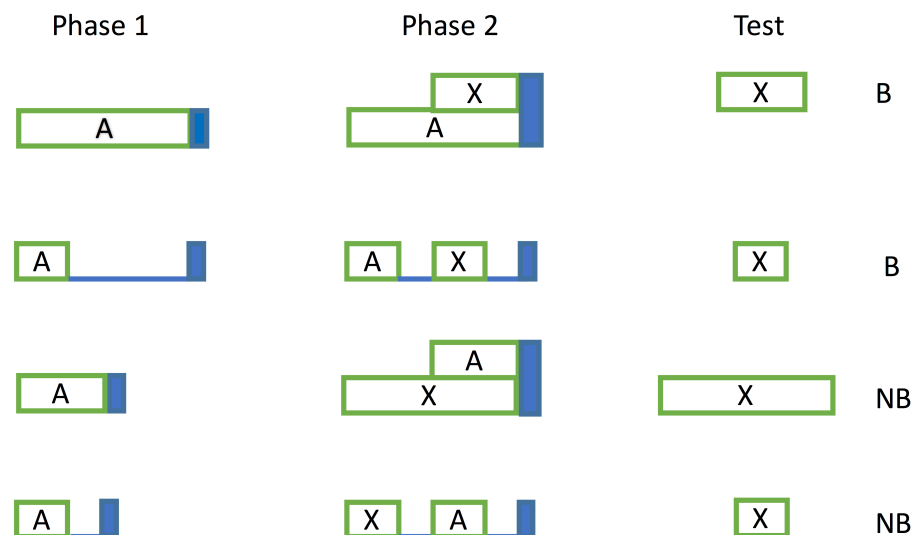 Phase 1 Phase 2 Test
X X B
A A
A A X X B
A
A X X NB
A X A X NB